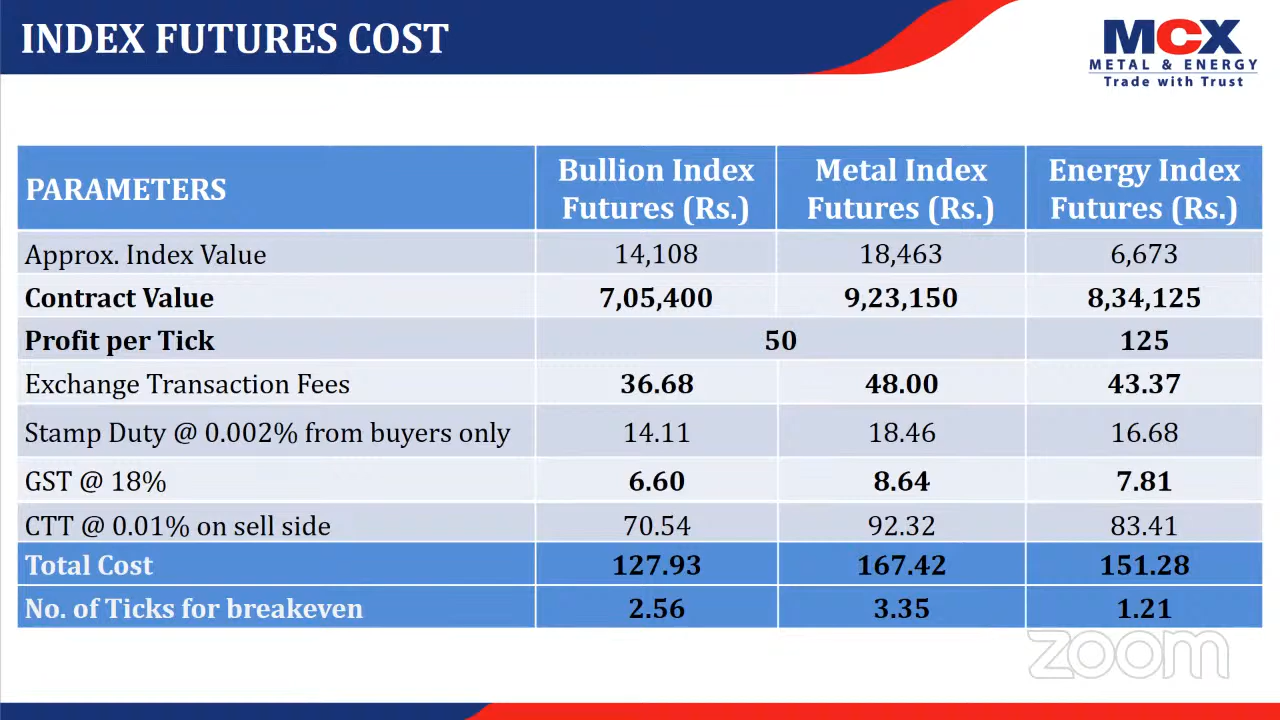 INDEX FUTURES COST
MCX
METAL & ENERGY
Trade with Trust
PARAMETERS
Bullion Index
Futures (Rs.)
Metal Index
Futures (Rs.)
Energy Index
Futures (Rs.)
Approx. Index Value 14,108 18,463 6,673
Contract Value 7,05,400 9,23,150 8,34,125
Profit per Tick 50 125
Exchange Transaction Fees 36.68 48.00 43.37
Stamp Duty @ 0.002% from buyers only 14.11 18.46 16.68
GST @ 18% 6.60 8.64 7.81
CTT @ 0.01% on sell side 70.54 92.32 83.41
Total Cost 127.93 167.42 151.28
No. of Ticks for breakeven 2.56 3.35 1.21
zoom